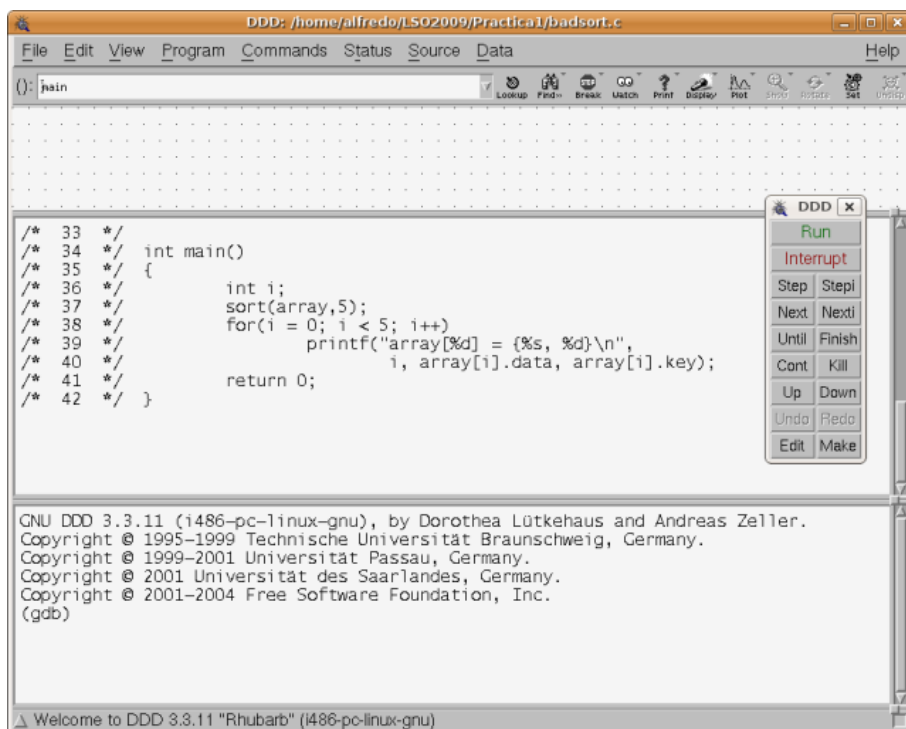 DDD: /home/alfredo/LSO2009/Practica1/badsort.c
File Edit View Program Commands Status Source Data Help
(): main
Lookup Find» Break Watch Print Display Plot Rotate Set Undisp
/* 33 */
/* 34 */ int main()
/* 35 */ {
/* 36 */ int i;
/* 37 */ sort(array,5);
/* 38 */ for(i = 0; i < 5; i++)
/* 39 */ printf("array[%d] = {%s, %d}\n",
/* 40 */ i, array[i].data, array[i].key);
/* 41 */ return 0;
/* 42 */ }
DDD
Run
Interrupt
Step Stepi
Next Nexti
Until Finish
Cont Kill
Up Down
Undo Redo
Edit Make
GNU DDD 3.3.11 (i486-pc-linux-gnu), by Dorothea Lütkehaus and Andreas Zeller.
Copyright © 1995-1999 Technische Universität Braunschweig, Germany.
Copyright © 1999-2001 Universität Passau, Germany.
Copyright © 2001 Universität des Saarlandes, Germany.
Copyright © 2001-2004 Free Software Foundation, Inc.
(gdb)
Welcome to DDD 3.3.11 "Rhubarb" (i486-pc-linux-gnu)